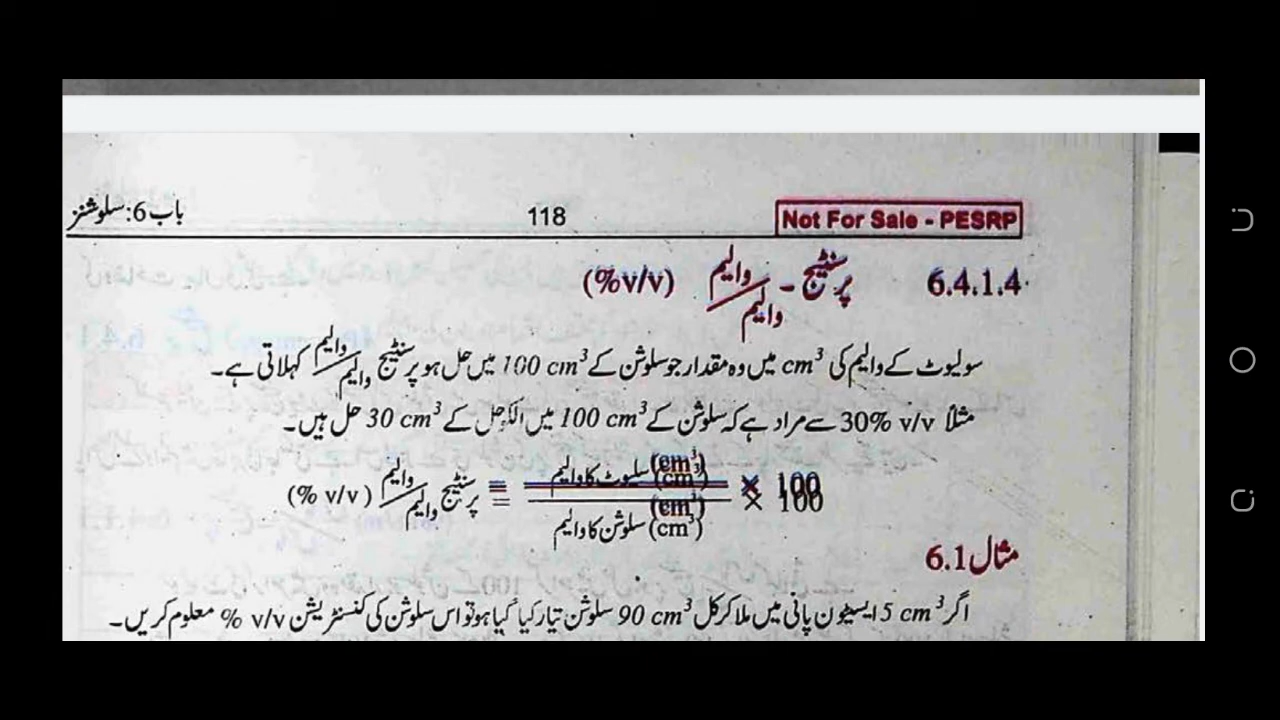 باب 6: سلوشنز 118 Not For Sale - PESRP
6.4.1.4 پرسنٹیج - والیم/والیم (%v/v)
سولیوٹ کے والیم کی cm³ میں وہ مقدار جو سلوشن کے 100 cm³ میں حل ہو پرسنٹیج والیم/والیم کہلاتی ہے۔
مثلاً 30% v/v سے مراد ہے کہ سلوشن کے 100 cm³ میں الکوحل کے 30 cm³ حل ہیں۔
پرسنٹیج والیم/والیم (% v/v) = سلیوٹ کا والیم (cm³) / سلوشن کا والیم (cm³) × 100
مثال 6.1
اگر 5 cm³ ایسیٹون پانی میں ملا کر کل 90 cm³ سلوشن تیار کیا گیا ہو تو اس سلوشن کی کنسنٹریشن % v/v معلوم کریں۔